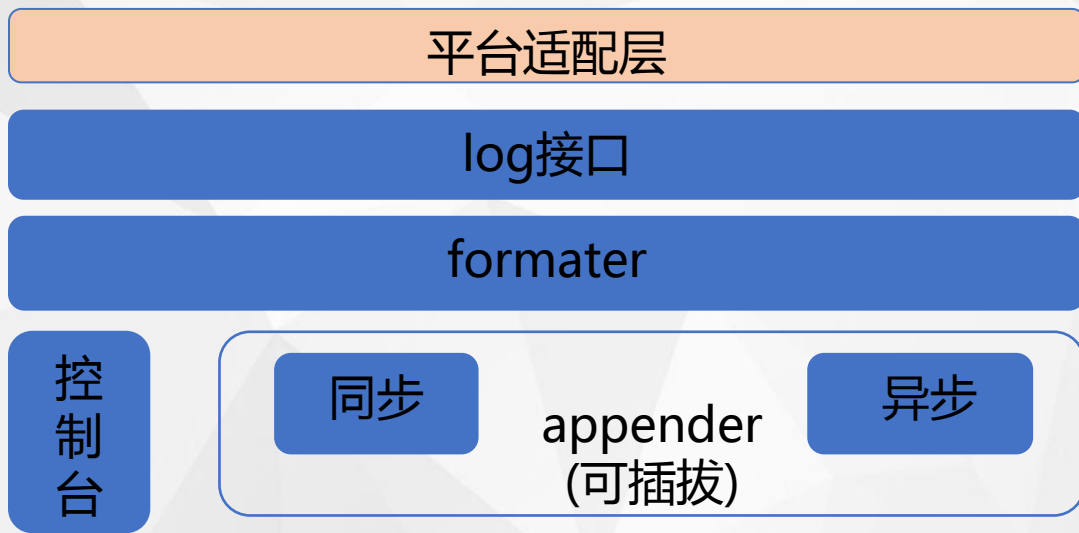 平台适配层
log接口
formater
控
制
台
同步
appender
(可插拔)
异步